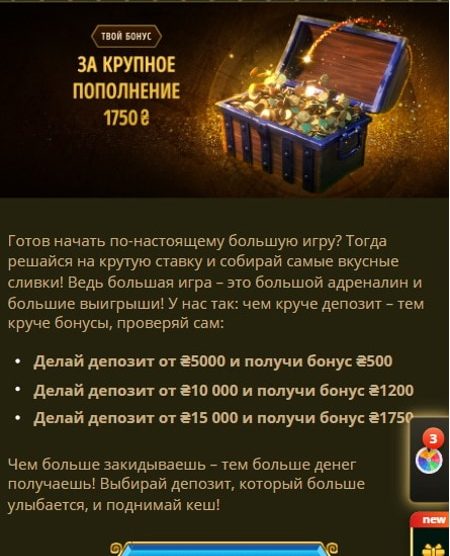 ТВОЙ БОНУС
ЗА КРУПНОЕ
ПОПОЛНЕНИЕ
1750 ₴
Готов начать по-настоящему большую игру? Тогда
решайся на крутую ставку и собирай самые вкусные
сливки! Ведь большая игра – это большой адреналин и
большие выигрыши! У нас так: чем круче депозит – тем
круче бонусы, проверяй сам:
• Делай депозит от ₴5000 и получи бонус ₴500
• Делай депозит от ₴10 000 и получи бонус ₴1200
• Делай депозит от ₴15 000 и получи бонус ₴1750
3
Чем больше закидываешь – тем больше денег
получаешь! Выбирай депозит, который больше
улыбается, и поднимай кеш!
new